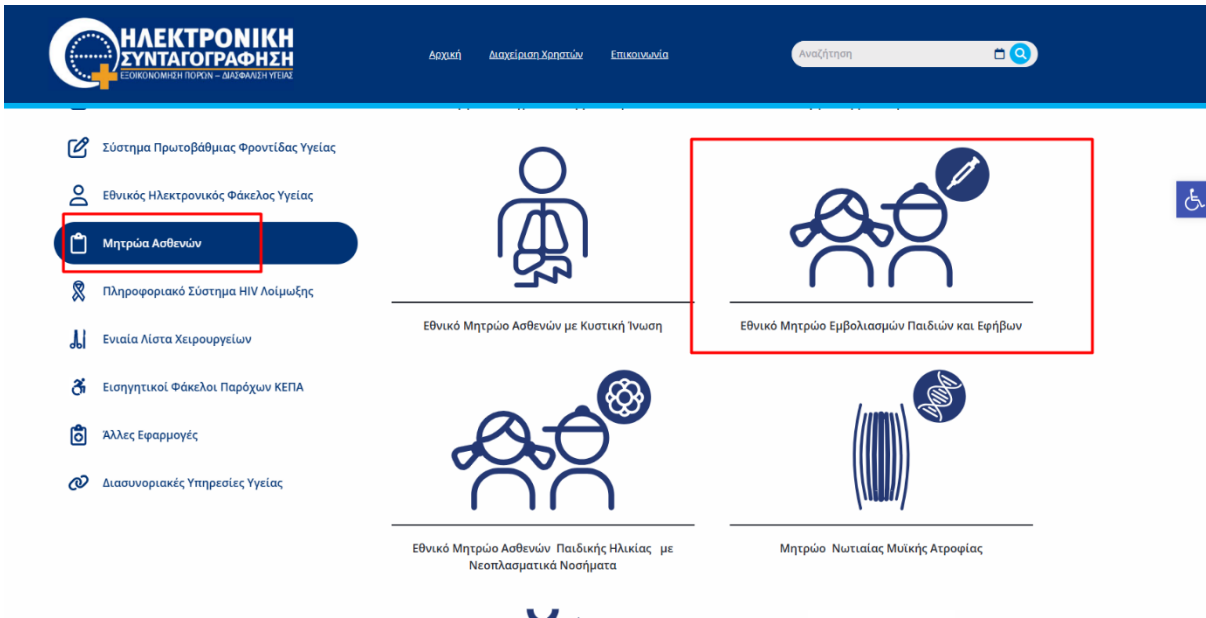 ΗΛΕΚΤΡΟΝΙΚΗ
ΣΥΝΤΑΓΟΓΡΑΦΗΣΗ
ΕΞΟΙΚΟΝΟΜΗΣΗ ΠΟΡΩΝ – ΔΙΑΣΦΑΛΙΣΗ ΥΓΕΙΑΣ
Αρχική Διαχείριση Χρηστών Επικοινωνία
Αναζήτηση
Σύστημα Πρωτοβάθμιας Φροντίδας Υγείας
Εθνικός Ηλεκτρονικός Φάκελος Υγείας
Μητρώα Ασθενών
Πληροφοριακό Σύστημα HIV Λοίμωξης
Ενιαία Λίστα Χειρουργείων
Εισηγητικοί Φάκελοι Παρόχων ΚΕΠΑ
Άλλες Εφαρμογές
Διασυνοριακές Υπηρεσίες Υγείας
Εθνικό Μητρώο Ασθενών με Κυστική Ίνωση
Εθνικό Μητρώο Εμβολιασμών Παιδιών και Εφήβων
Εθνικό Μητρώο Ασθενών Παιδικής Ηλικίας με
Νεοπλασματικά Νοσήματα
Μητρώο Νωτιαίας Μυϊκής Ατροφίας